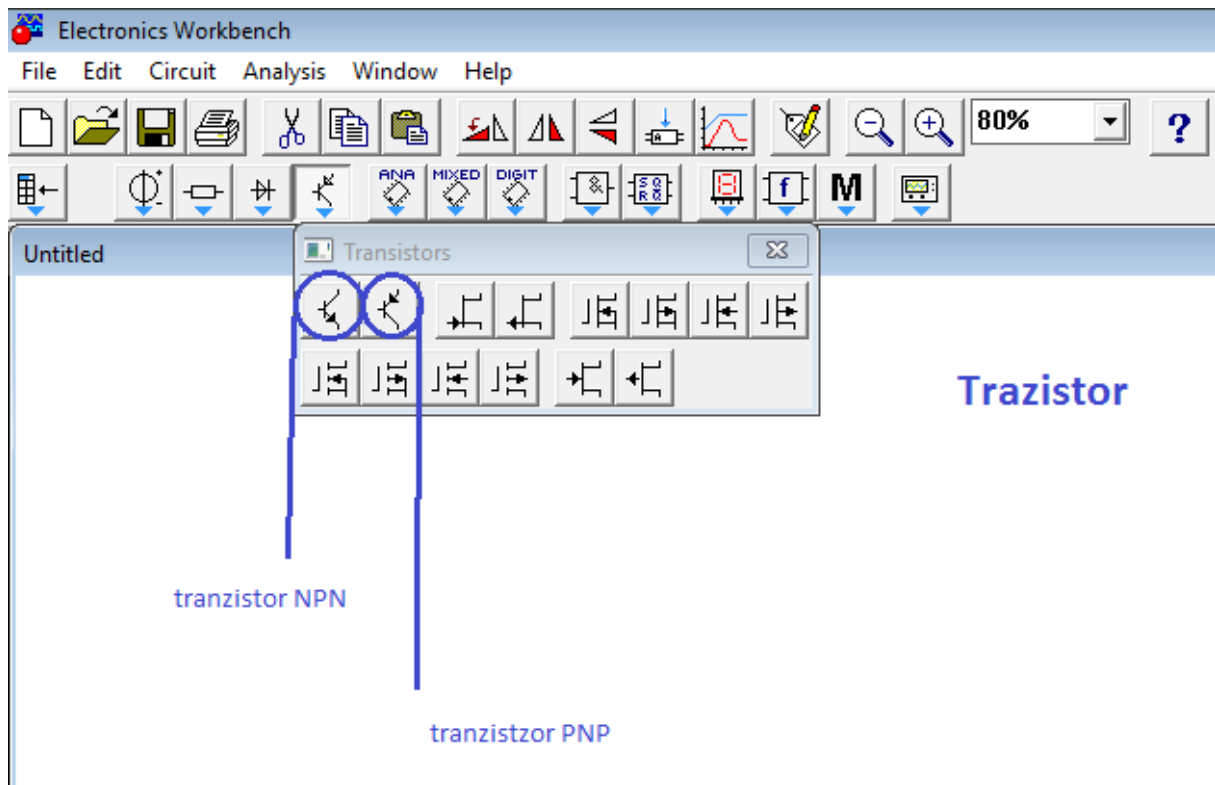 Electronics Workbench
File Edit Circuit Analysis Window Help
80% ?
ANA MIXED DIGIT & S Q R Q f M
Untitled
Transistors
Trazistor
tranzistor NPN
tranzistzor PNP